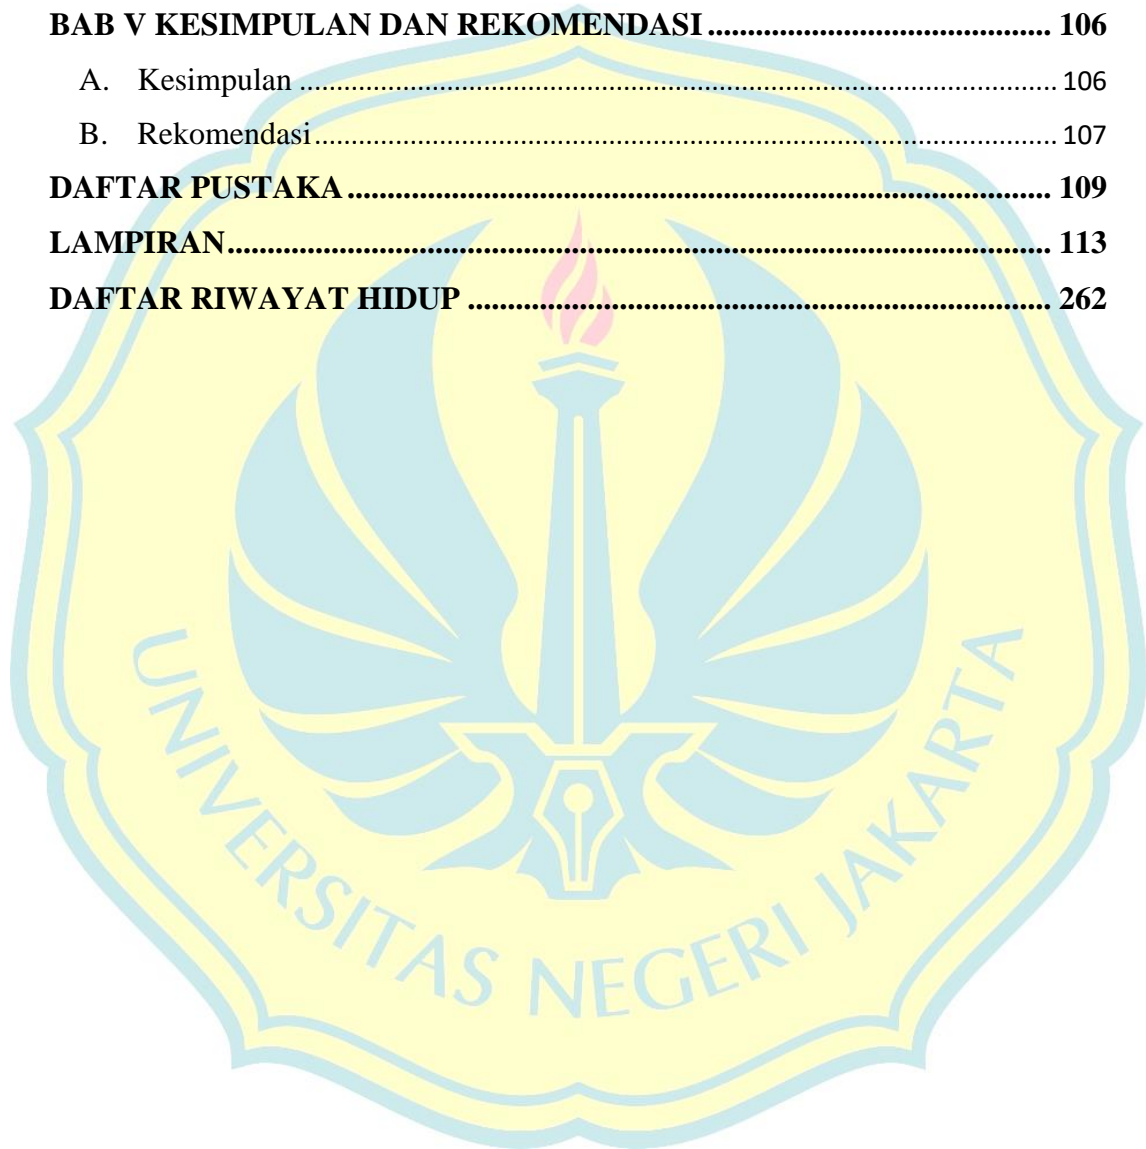 BAB V KESIMPULAN DAN REKOMENDASI ........................................... 106
A. Kesimpulan ....................................................................................................... 106
B. Rekomendasi..................................................................................................... 107
DAFTAR PUSTAKA ........................................................................................ 109
LAMPIRAN....................................................................................................... 113
DAFTAR RIWAYAT HIDUP ......................................................................... 262
UNIVERSITAS NEGERI JAKARTA